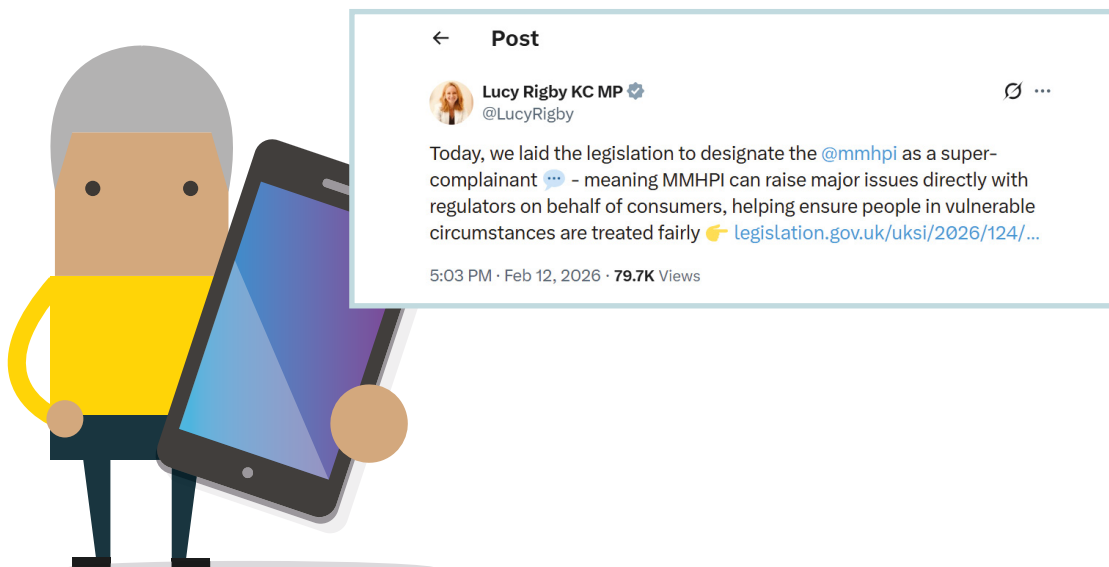 ← Post
Lucy Rigby KC MP
@LucyRigby
Today, we laid the legislation to designate the @mmhpi as a super-
complainant 💬 - meaning MMHPI can raise major issues directly with
regulators on behalf of consumers, helping ensure people in vulnerable
circumstances are treated fairly 👉 legislation.gov.uk/uksi/2026/124/…
5:03 PM · Feb 12, 2026 · 79.7K Views